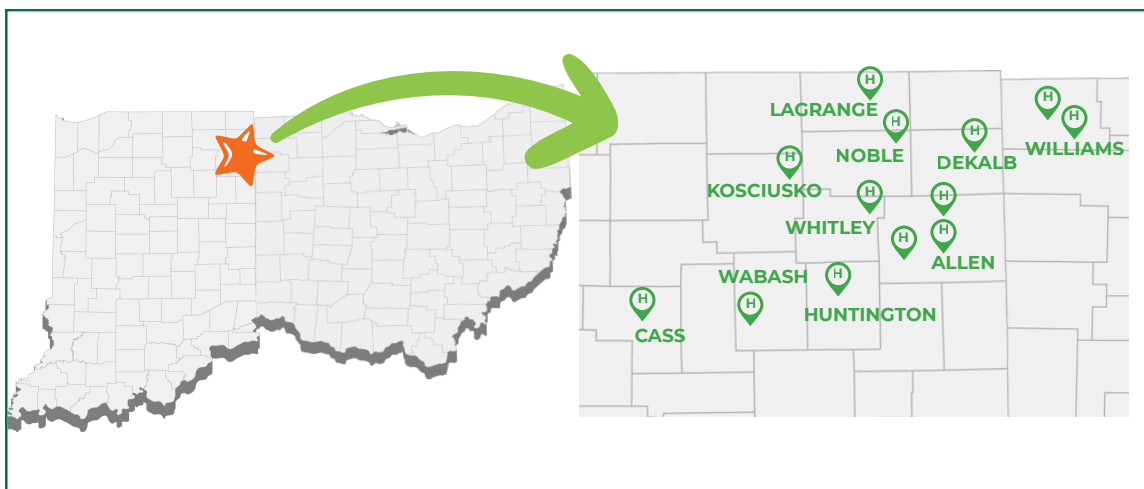 H
LAGRANGE
H
H
WILLIAMS
H
NOBLE
H
DEKALB
H
KOSCIUSKO
H
WHITLEY
H
H
H
ALLEN
WABASH
H
HUNTINGTON
H
CASS
H